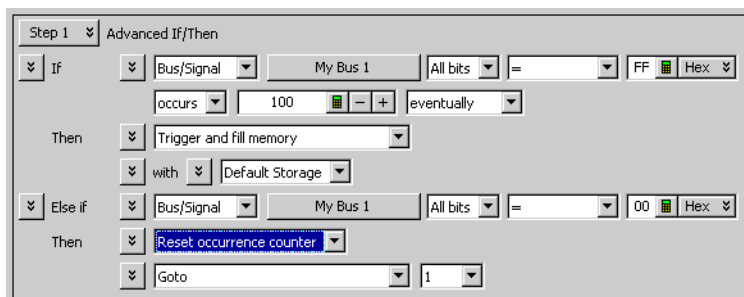 Step 1 Advanced If/Then
If Bus/Signal My Bus 1 All bits = FF Hex
occurs 100 - + eventually
Then Trigger and fill memory
with Default Storage
Else if Bus/Signal My Bus 1 All bits = 00 Hex
Then Reset occurrence counter
Goto 1